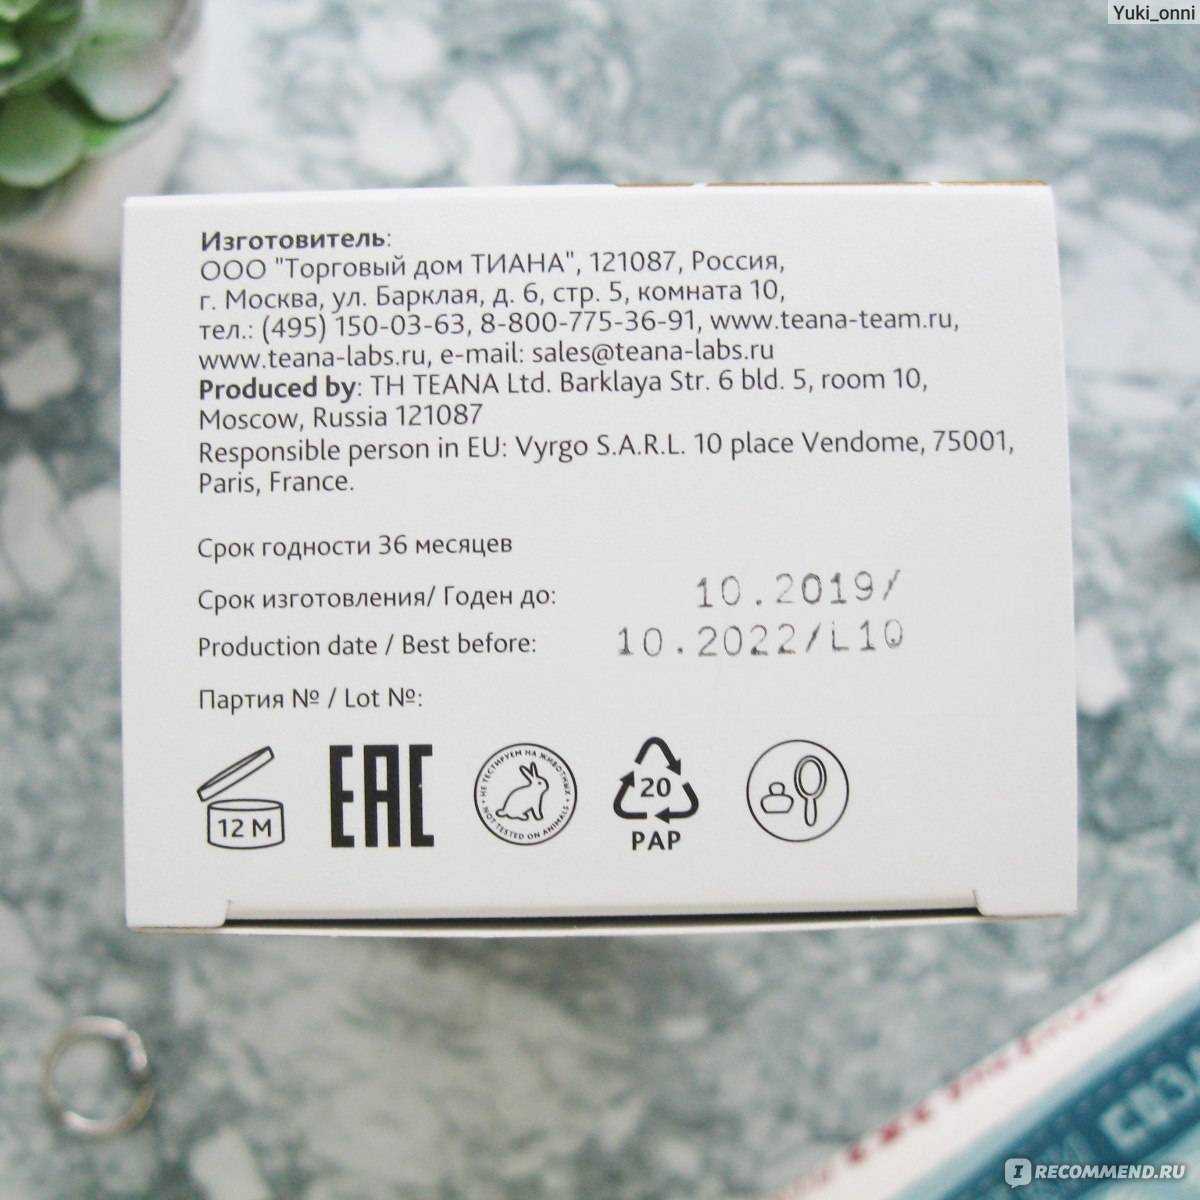 Yuki_onni
Изготовитель:
ООО "Торговый дом ТИАНА", 121087, Россия,
г. Москва, ул. Барклая, д. 6, стр. 5, комната 10,
тел.: (495) 150-03-63, 8-800-775-36-91, www.teana-team.ru,
www.teana-labs.ru, e-mail: sales@teana-labs.ru
Produced by: TH TEANA Ltd. Barklaya Str. 6 bld. 5, room 10,
Moscow, Russia 121087
Responsible person in EU: Vyrgo S.A.R.L. 10 place Vendome, 75001,
Paris, France.
Срок годности 36 месяцев
Срок изготовления/ Годен до: 10.2019/
Production date / Best before: 10.2022/L10
Партия № / Lot №:
12 M
EAC
НЕ ТЕСТИРУЕМ НА ЖИВОТНЫХ
NOT TESTED ON ANIMALS
20
PAP
IRECOMMEND.RU